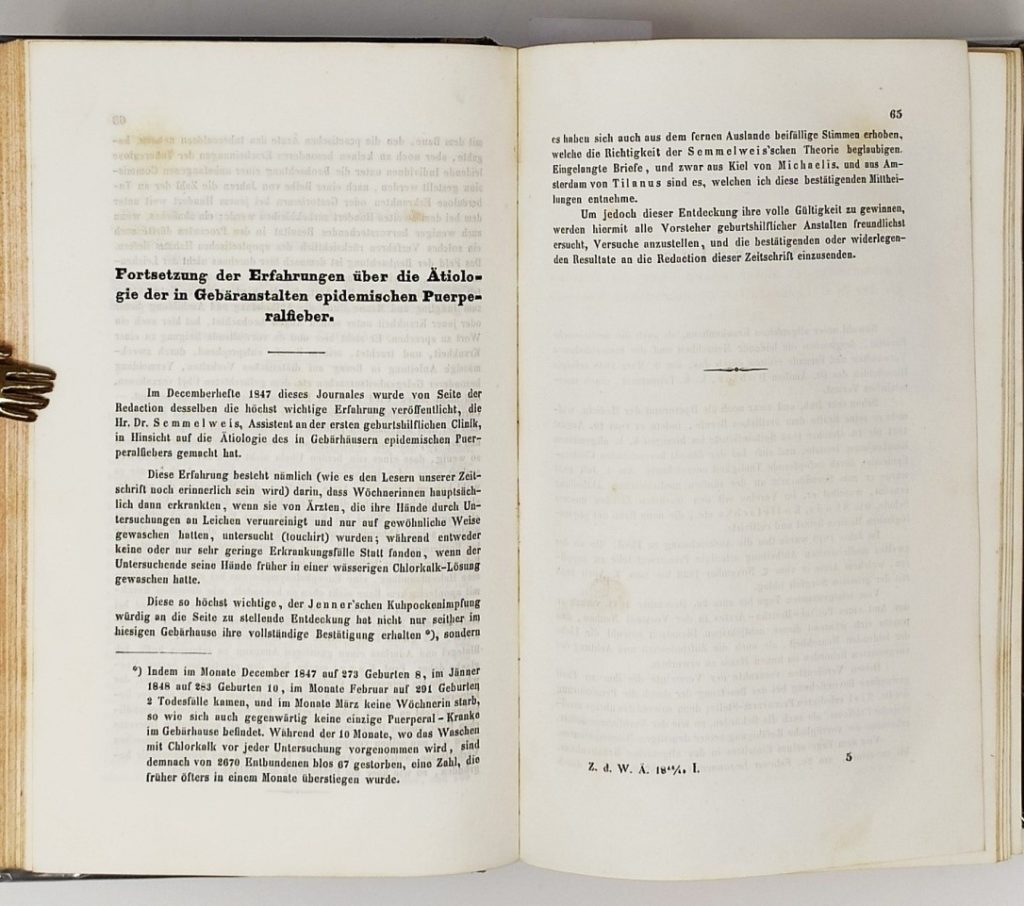 Fortsetzung der Erfahrungen über die Ätiolo-
gie der in Gebäranstalten epidemischen Puerpe-
ralfieber.
Im Decemberhefte 1847 dieses Journales wurde von Seite der
Redaction desselben die höchst wichtige Erfahrung veröffentlicht, die
Hr. Dr. Semmelweis, Assistent an der ersten geburtshilflichen Clinik,
in Hinsicht auf die Ätiologie des in Gebärhäusern epidemischen Puer-
peralfiebers gemacht hat.
Diese Erfahrung besteht nämlich (wie es den Lesern unserer Zeit-
schrift noch erinnerlich sein wird) darin, dass Wöchnerinnen hauptsäch-
lich dann erkrankten, wenn sie von Ärzten, die ihre Hände durch Un-
tersuchungen an Leichen verunreinigt und nur auf gewöhnliche Weise
gewaschen hatten, untersucht (touchirt) wurden; während entweder
keine oder nur sehr geringe Erkrankungsfälle Statt fanden, wenn der
Untersuchende seine Hände früher in einer wässerigen Chlorkalk-Lösung
gewaschen hatte.
Diese so höchst wichtige, der Jenner'schen Kuhpockenimpfung
würdig an die Seite zu stellende Entdeckung hat nicht nur seither im
hiesigen Gebärhause ihre vollständige Bestätigung erhalten *), sondern
*) Indem im Monate December 1847 auf 273 Geburten 8, im Jänner
1848 auf 283 Geburten 10, im Monate Februar auf 291 Geburten
2 Todesfälle kamen, und im Monate März keine Wöchnerin starb,
so wie sich auch gegenwärtig keine einzige Puerperal-Kranke
im Gebärhause befindet. Während der 10 Monate, wo das Waschen
mit Chlorkalk vor jeder Untersuchung vorgenommen wird, sind
demnach von 2670 Entbundenen blos 67 gestorben, eine Zahl, die
früher öfters in einem Monate überstiegen wurde.
65
es haben sich auch aus dem fernen Auslande beifällige Stimmen erhoben,
welche die Richtigkeit der Semmelweis'schen Theorie beglaubigen.
Eingelangte Briefe, und zwar aus Kiel von Michaelis, und aus Am-
sterdam von Tilanus sind es, welchen ich diese bestätigenden Mitthei-
lungen entnehme.
Um jedoch dieser Entdeckung ihre volle Gültigkeit zu gewinnen,
werden hiermit alle Vorsteher geburtshilflicher Anstalten freundlichst
ersucht, Versuche anzustellen, und die bestätigenden oder widerlegen-
den Resultate an die Redaction dieser Zeitschrift einzusenden.
Z. d. W. Ä. I.
5